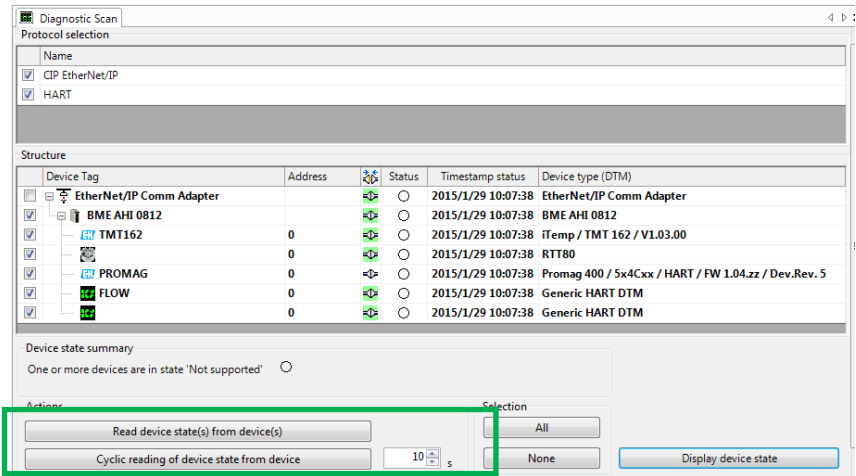 Diagnostic Scan
Protocol selection
Name
CIP EtherNet/IP
HART
Structure
Device Tag Address Status Timestamp status Device type (DTM)
EtherNet/IP Comm Adapter 2015/1/29 10:07:38 EtherNet/IP Comm Adapter
BME AHI 0812 2015/1/29 10:07:38 BME AHI 0812
TMT162 0 2015/1/29 10:07:38 iTemp / TMT 162 / V1.03.00
0 2015/1/29 10:07:38 RTT80
PROMAG 0 2015/1/29 10:07:38 Promag 400 / 5x4Cxx / HART / FW 1.04.zz / Dev.Rev. 5
FLOW 0 2015/1/29 10:07:38 Generic HART DTM
0 2015/1/29 10:07:38 Generic HART DTM
Device state summary
One or more devices are in state 'Not supported'
Actions Selection
Read device state(s) from device(s) All
Cyclic reading of device state from device 10 s None Display device state